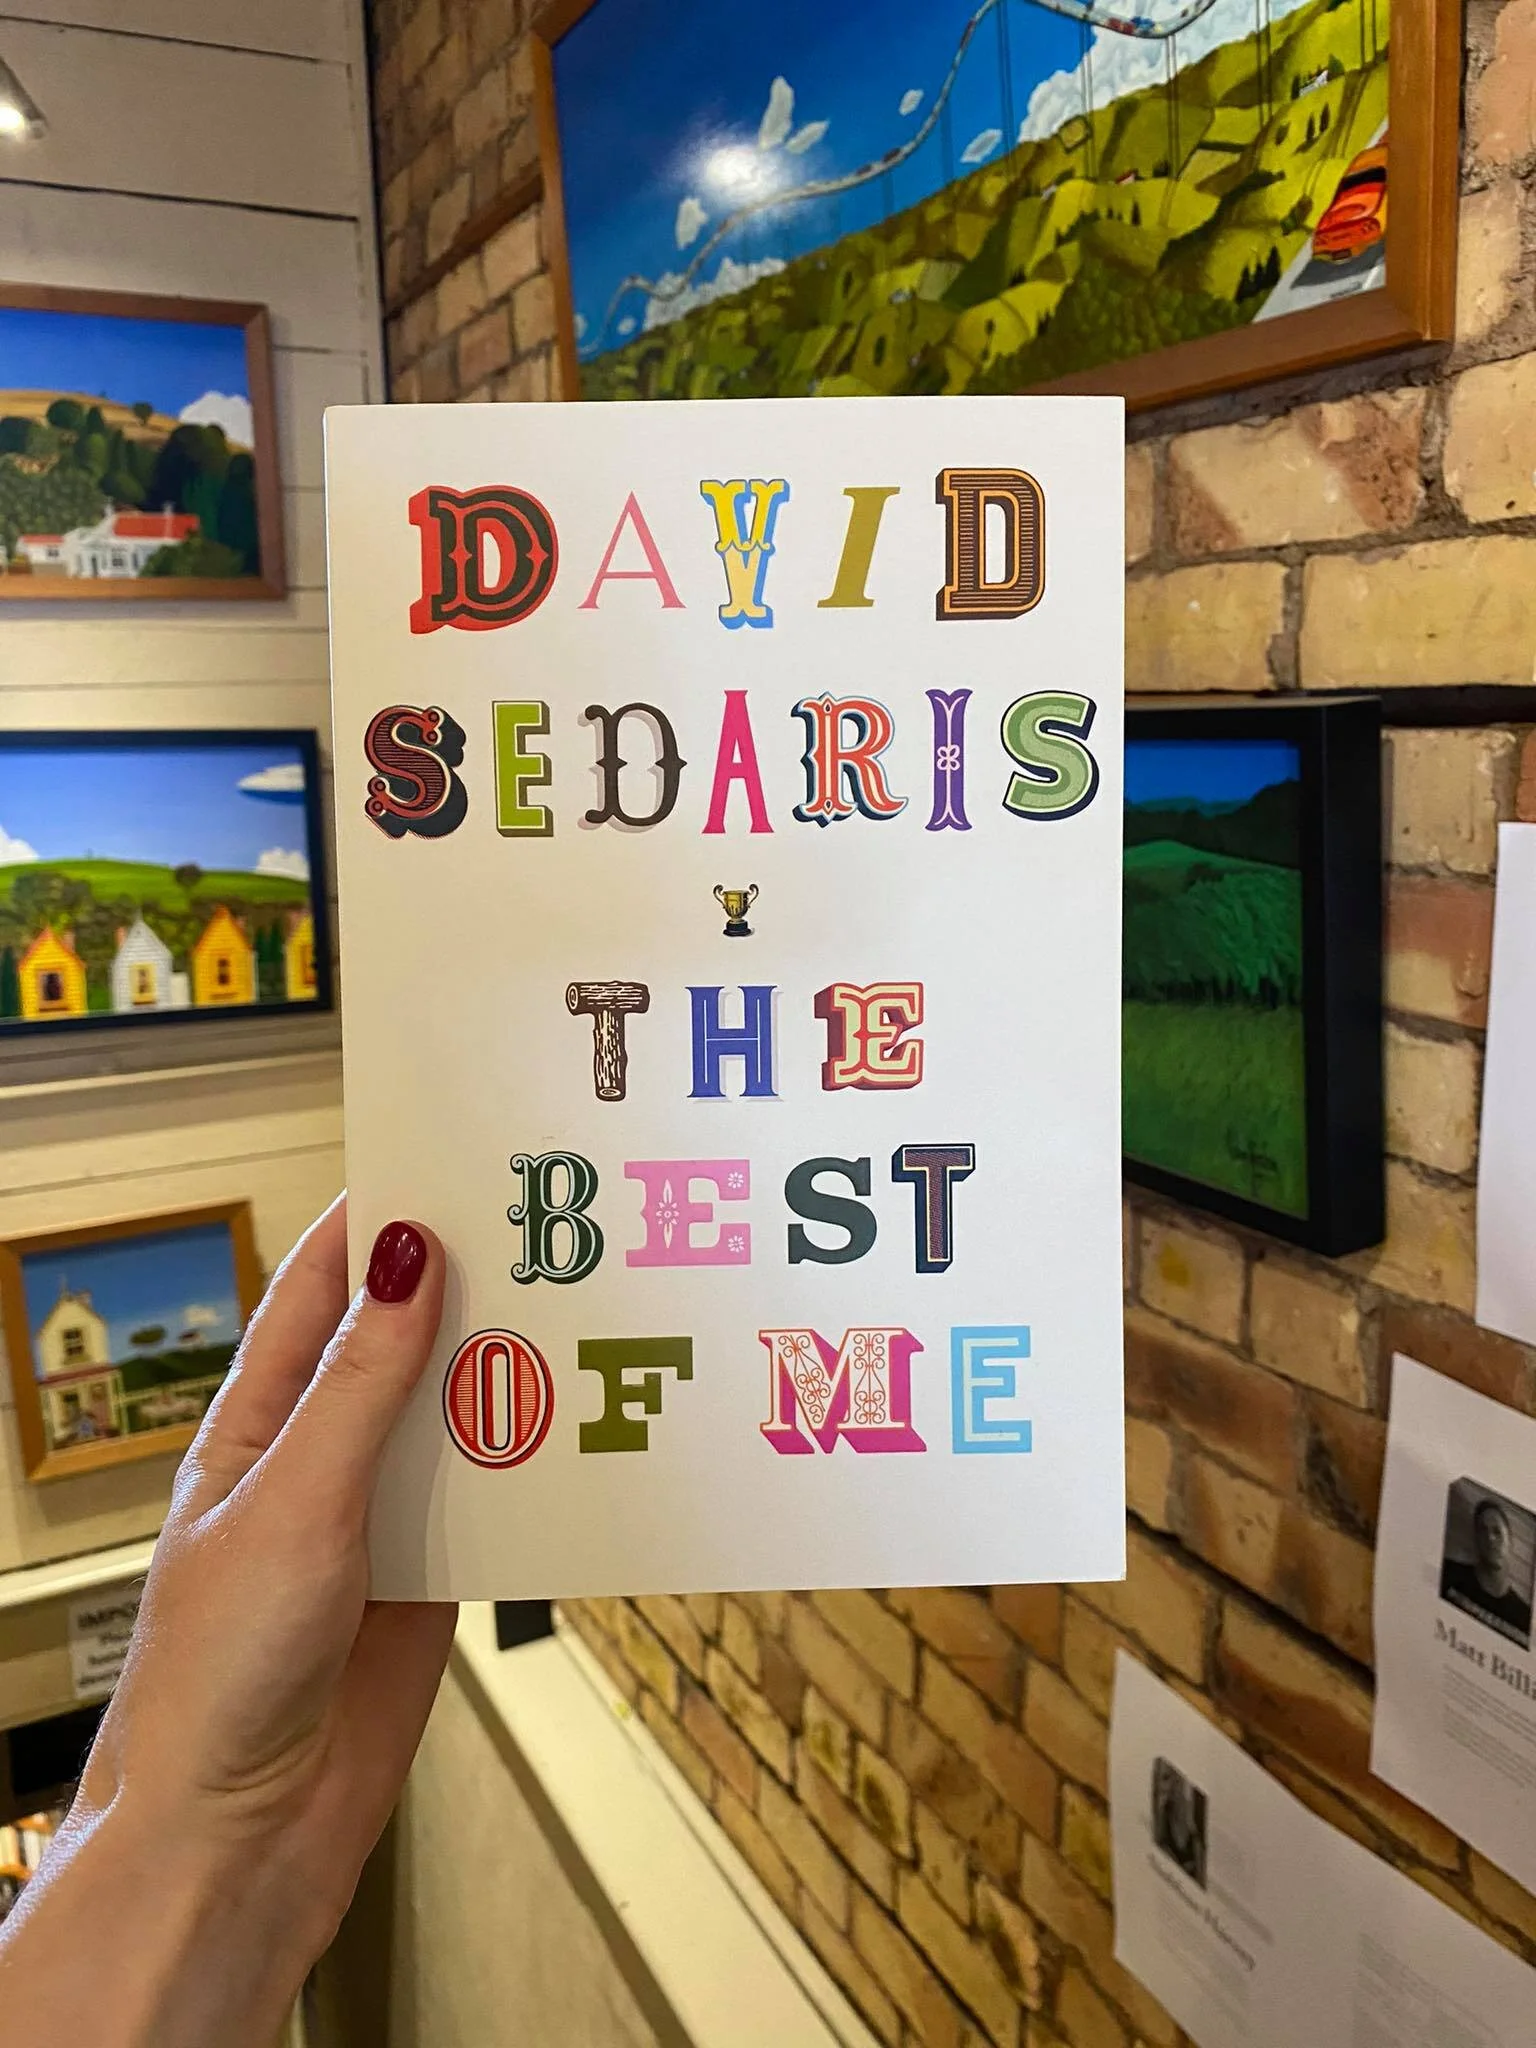 DAVID
SEDARIS
THE
BEST
OF ME
Matt Bill